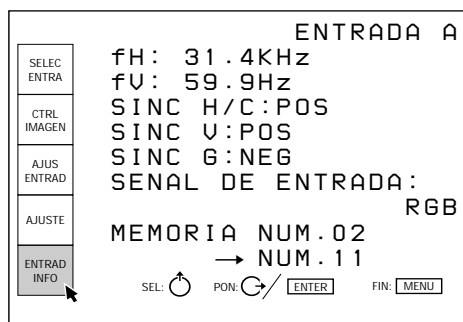 ENTRADA A
SELEC
ENTRA
CTRL
IMAGEN
AJUS
ENTRAD
AJUSTE
ENTRAD
INFO
fH: 31.4KHz
fV: 59.9Hz
SINC H/C:POS
SINC V:POS
SINC G:NEG
SENAL DE ENTRADA:
RGB
MEMORIA NUM.02
→ NUM.11
SEL: PON: / ENTER FIN: MENU